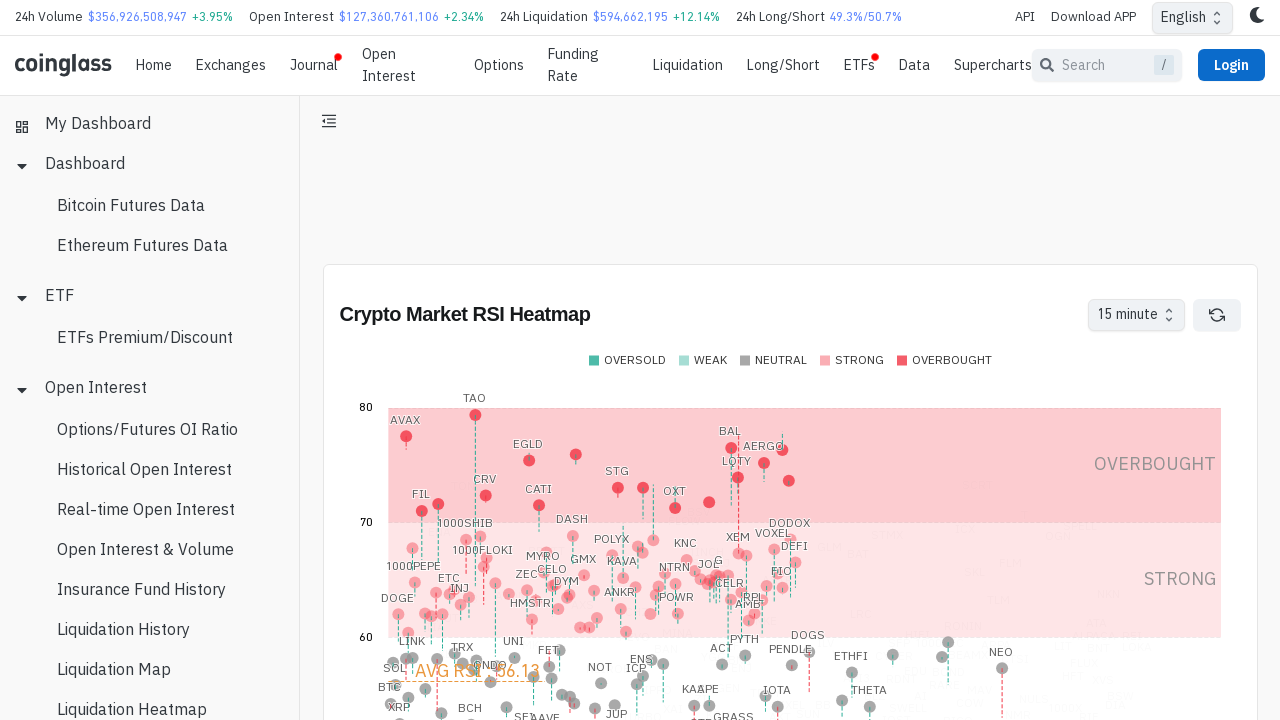 24h Volume $356,926,508,947 +3.95% Open Interest $127,360,761,106 +2.34% 24h Liquidation $594,662,195 +12.14% 24h Long/Short 49.3%/50.7% API Download APP English
coinglass Home Exchanges Journal Open Interest Options Funding Rate Liquidation Long/Short ETFs Data Supercharts Search / Login
My Dashboard
Dashboard
Bitcoin Futures Data
Ethereum Futures Data
ETF
ETFs Premium/Discount
Open Interest
Options/Futures OI Ratio
Historical Open Interest
Real-time Open Interest
Open Interest & Volume
Insurance Fund History
Liquidation History
Liquidation Map
Liquidation Heatmap
Crypto Market RSI Heatmap 15 minute
OVERSOLD WEAK NEUTRAL STRONG OVERBOUGHT
TAO
80
AVAX
BAL
EGLD AERGO
LQTY OVERBOUGHT
STG
CRV
CATI OXT
FIL
70 1000SHIB DASH DODOX
POLYX XEM VOXEL
KNC DEFI
1000FLOKI
MYRO GMX KAVA JOE G
1000PEPE CELO NTRN FIO
ETC ZEC DYM CELR STRONG
INJ ANKR
DOGE HMSTR POWR RPL
AMB
60 LINK UNI PYTH DOGS
TRX FET ACT PENDLE ETHFI NEO
ENS
SOL AVG RSI : 56.13 ONDO NOT ICP
BTC KAS APE IOTA THETA
XRP BCH JUP
AAVE GRASS